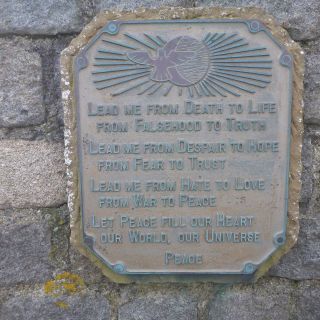 Lead me from Death to Life
from Falsehood to Truth
Lead me from Despair to Hope
from Fear to Trust
Lead me from Hate to Love
from War to Peace
Let Peace fill our Heart
our World, our Universe
Peace